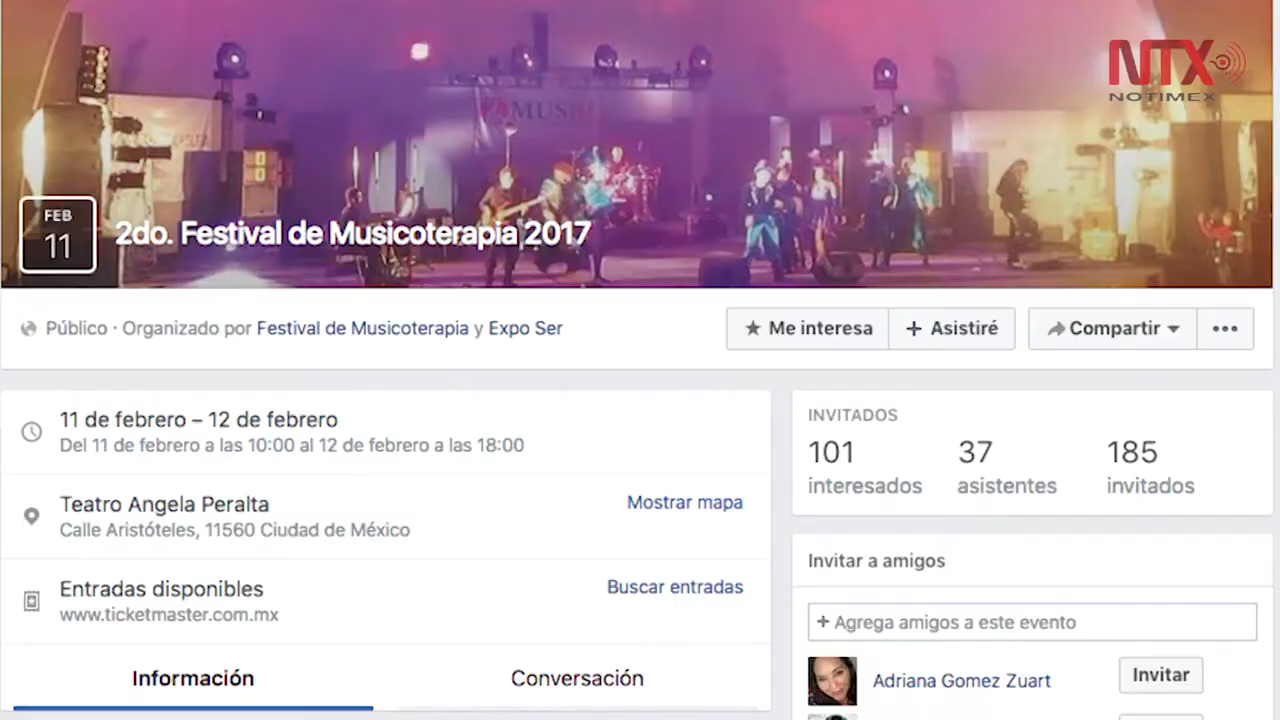 NTX
NOTIMEX
MUSE
FEB
11
2do. Festival de Musicoterapia 2017
Público · Organizado por Festival de Musicoterapia y Expo Ser
★ Me interesa
+ Asistiré
Compartir
11 de febrero – 12 de febrero
Del 11 de febrero a las 10:00 al 12 de febrero a las 18:00
Teatro Angela Peralta
Mostrar mapa
Calle Aristóteles, 11560 Ciudad de México
Entradas disponibles
Buscar entradas
www.ticketmaster.com.mx
Información
Conversación
INVITADOS
101
37
185
interesados
asistentes
invitados
Invitar a amigos
+ Agrega amigos a este evento
Adriana Gomez Zuart
Invitar